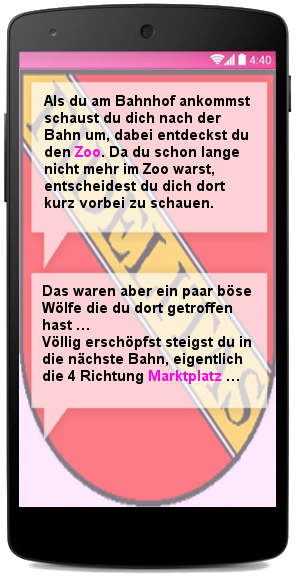 4:40
Als du am Bahnhof ankommst
schaust du dich nach der
Bahn um, dabei entdeckst du
den Zoo. Da du schon lange
nicht mehr im Zoo warst,
entscheidest du dich dort
kurz vorbei zu schauen.
Das waren aber ein paar böse
Wölfe die du dort getroffen
hast ...
Völlig erschöpfst steigst du in
die nächste Bahn, eigentlich
die 4 Richtung Marktplatz ...
FIDELITAS